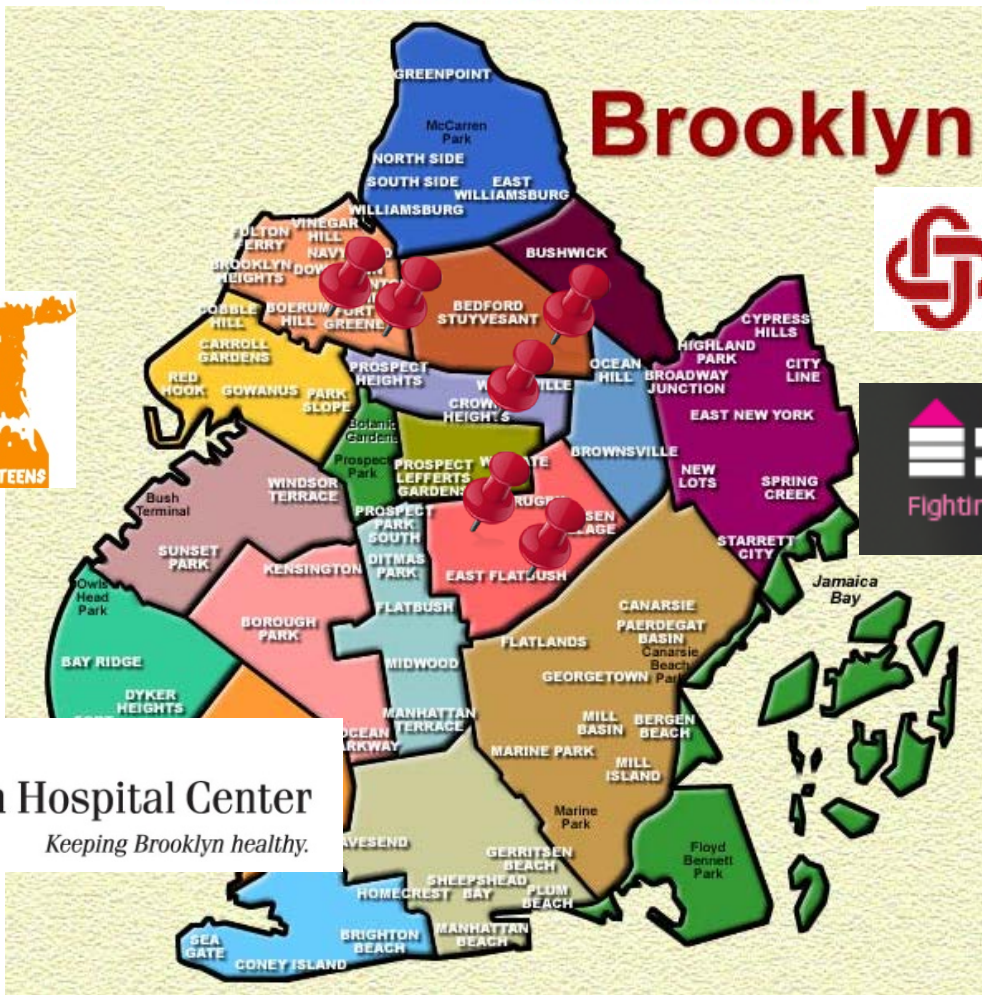 Brooklyn
GREENPOINT
McCarren
Park
NORTH SIDE
SOUTH SIDE
EAST
WILLIAMSBURG
WILLIAMSBURG
BUSHWICK
VINEGAR
HILL
FERRY
BROOKLYN
HEIGHTS
BOERUM
HILL
GREENE
BEDFORD
STUYVESANT
COBBLE
HILL
CARROLL
GARDENS
RED
HOOK
GOWANUS
PARK
SLOPE
PROSPECT
HEIGHTS
HEIGHTS
OCEAN
HILL
CYPRESS
HILLS
HIGHLAND
PARK
BROADWAY
JUNCTION
CITY
LINE
EAST NEW YORK
BROWNSVILLE
NEW
LOTS
SPRING
CREEK
STARRETT
CITY
Botanic
Gardens
Prospect
Park
PROSPECT
LEFFERTS
GARDENS
TEENS
WINDSOR
TERRACE
Bush
Terminal
SUNSET
PARK
PROSPECT
PARK
SOUTH
DITMAS
PARK
KENSINGTON
EAST FLATBUSH
Owls
Head
Park
FLATBUSH
BOROUGH
PARK
BAY RIDGE
DYKER
HEIGHTS
MIDWOOD
MANHATTAN
TERRACE
OCEAN
PARKWAY
CANARSIE
PAERDEGAT
BASIN
Canarsie
Beach
Park
FLATLANDS
GEORGETOWN
MILL
BASIN
BERGEN
BEACH
MARINE PARK
MILL
ISLAND
Marine
Park
Floyd
Bennett
Park
Jamaica
Bay
Hospital Center
Keeping Brooklyn healthy.
GERRITSEN
BEACH
SHEEPSHEAD
BAY
HOMECREST
PLUM
BEACH
MANHATTAN
BEACH
BRIGHTON
BEACH
SEA
GATE
CONEY ISLAND